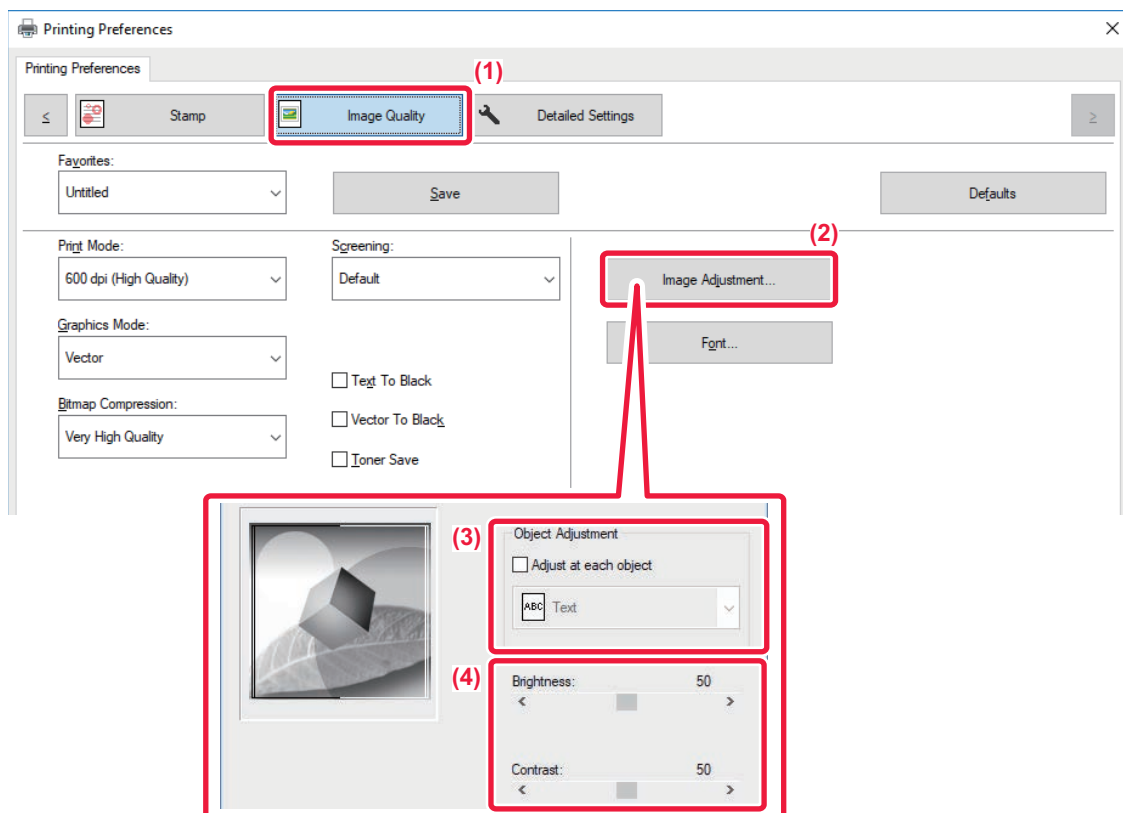 Printing Preferences
Printing Preferences
(1)
<
Stamp
Image Quality
Detailed Settings
>
Favorites:
Untitled
Save
Defaults
(2)
Print Mode:
600 dpi (High Quality)
Screening:
Default
Image Adjustment...
Graphics Mode:
Vector
Font...
Text To Black
Bitmap Compression:
Very High Quality
Vector To Black
Toner Save
(3)
Object Adjustment
Adjust at each object
ABC Text
(4)
Brightness: 50
< >
Contrast: 50
< >